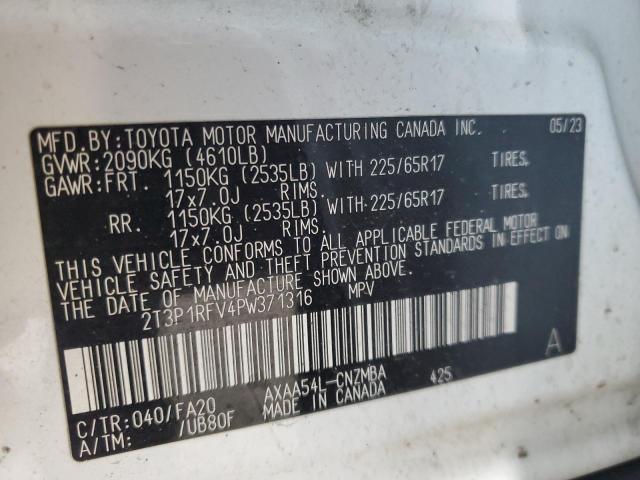 MFD.BY:TOYOTA MOTOR MANUFACTURING CANADA INC. 05/23
GVWR:2090KG (4610LB)
GAWR:FRT. 1150KG (2535LB) WITH 225/65R17 TIRES.
17x7.0J RIMS.
RR. 1150KG (2535LB) WITH 225/65R17 TIRES.
17x7.0J RIMS.
THIS VEHICLE CONFORMS TO ALL APPLICABLE FEDERAL MOTOR
VEHICLE SAFETY AND THEFT PREVENTION STANDARDS IN EFFECT ON
THE DATE OF MANUFACTURE SHOWN ABOVE.
2T3P1RFV4PW371316 MPV
A
C/TR:040/FA20 AXAA54L-CNZMBA 425
A/TM: /UB80F MADE IN CANADA